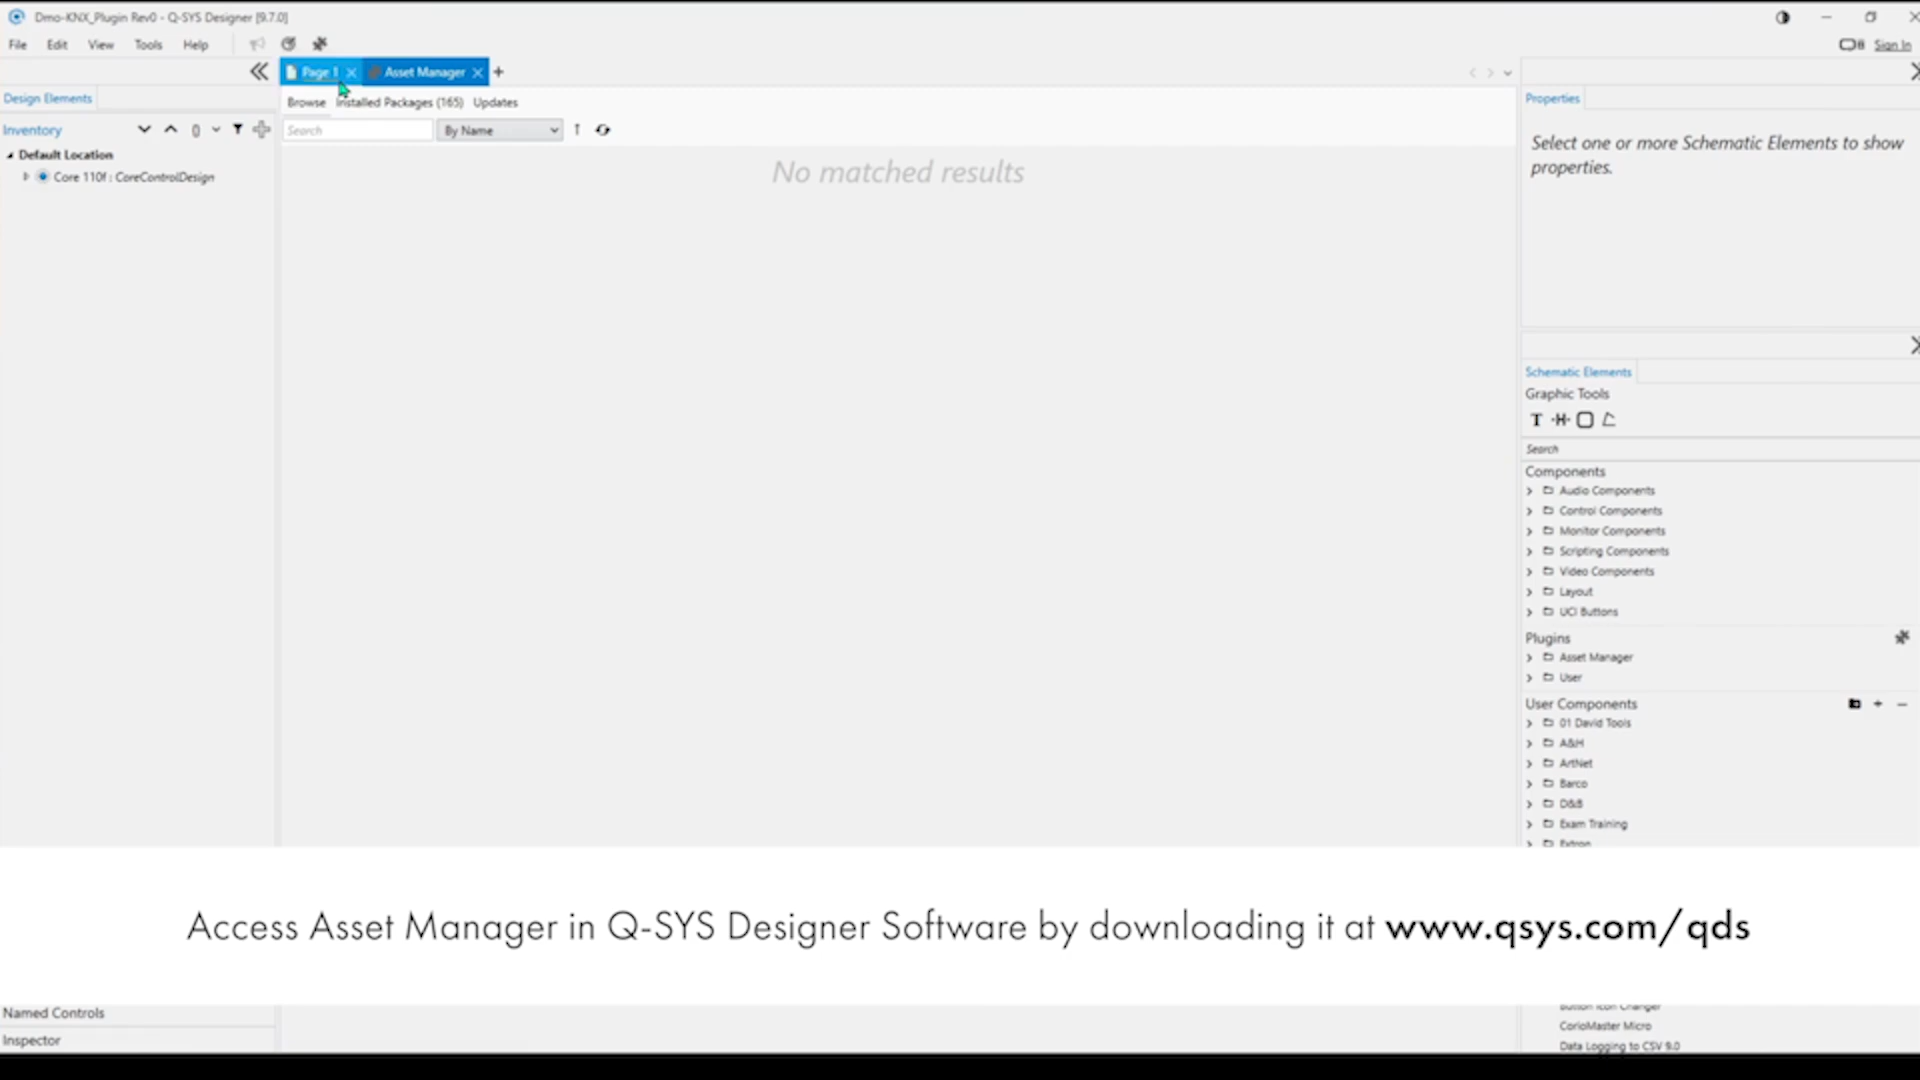 Dmo-KNX_Plugin Rev0 - Q-SYS Designer [9.7.0]
File Edit View Tools Help
Sign In
Page 1 Asset Manager
Design Elements
Browse Installed Packages (165) Updates
Properties
Inventory
Search By Name
Select one or more Schematic Elements to show
properties.
Default Location
Core 110f : CoreControlDesign
No matched results
Schematic Elements
Graphic Tools
Search
Components
Audio Components
Control Components
Monitor Components
Scripting Components
Video Components
Layout
UCI Buttons
Plugins
Asset Manager
User
User Components
01 David Tools
A&H
ArtNet
Barco
D&B
Exam Training
Extron
Access Asset Manager in Q-SYS Designer Software by downloading it at www.qsys.com/qds
Named Controls
Inspector
Button Icon Changer
CorioMaster Micro
Data Logging to CSV 9.0